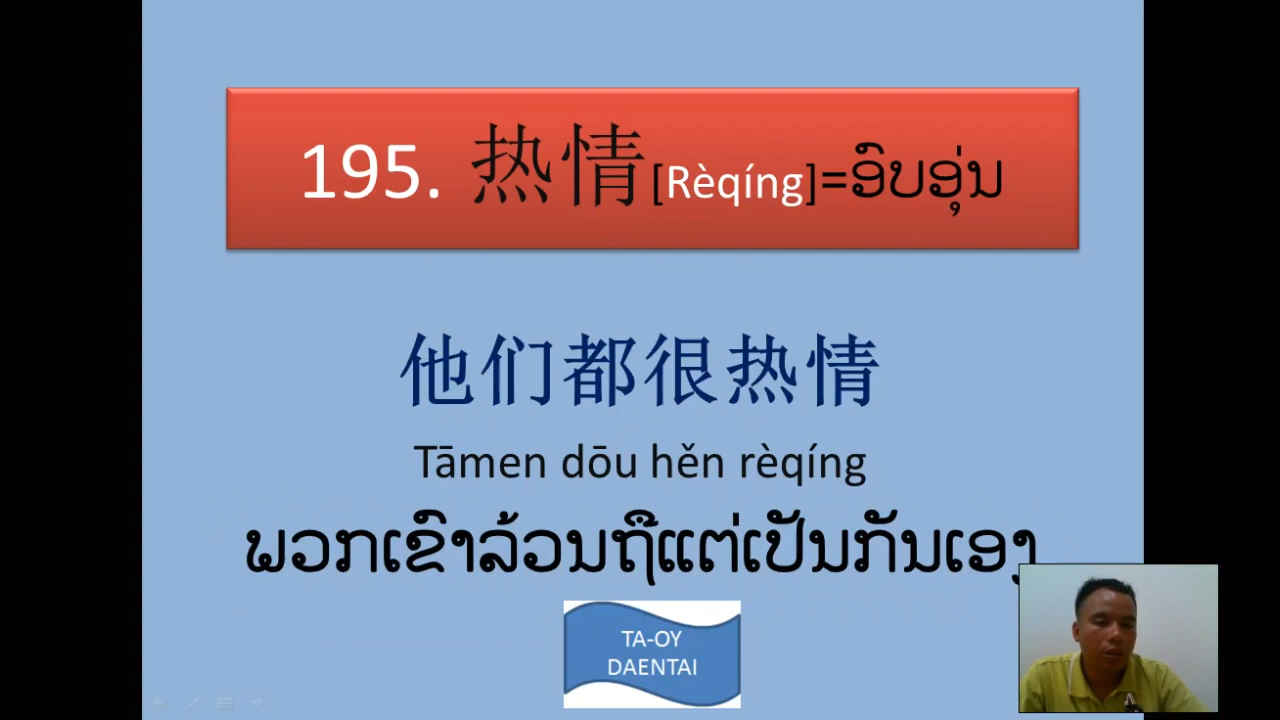 195. 热情[Rèqíng]=ອົບອຸ່ນ
他们都很热情
Tāmen dōu hěn rèqíng
ພວກເຂົາລ້ວນຖືແຕ່ເປັນກັນເອງ
TA-OY
DAENTAI